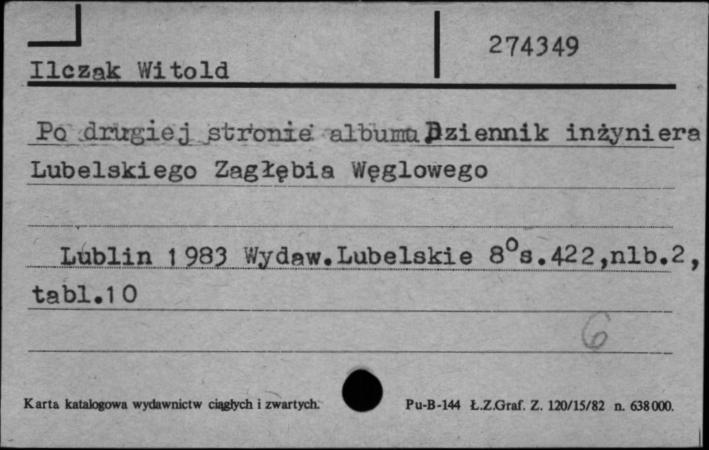 274349
Ilczak Witold
Po drugiej stronie albumu Dziennik inżyniera
Lubelskiego Zagłębia Węglowego
Lublin 1983 Wydaw.Lubelskie 8° s.422,nlb.2,
tabl.10
6
Karta katalogowa wydawnictw ciągłych i zwartych. Pu-B-144 Ł.Z.Graf. Z. 120/15/82 n. 638000.